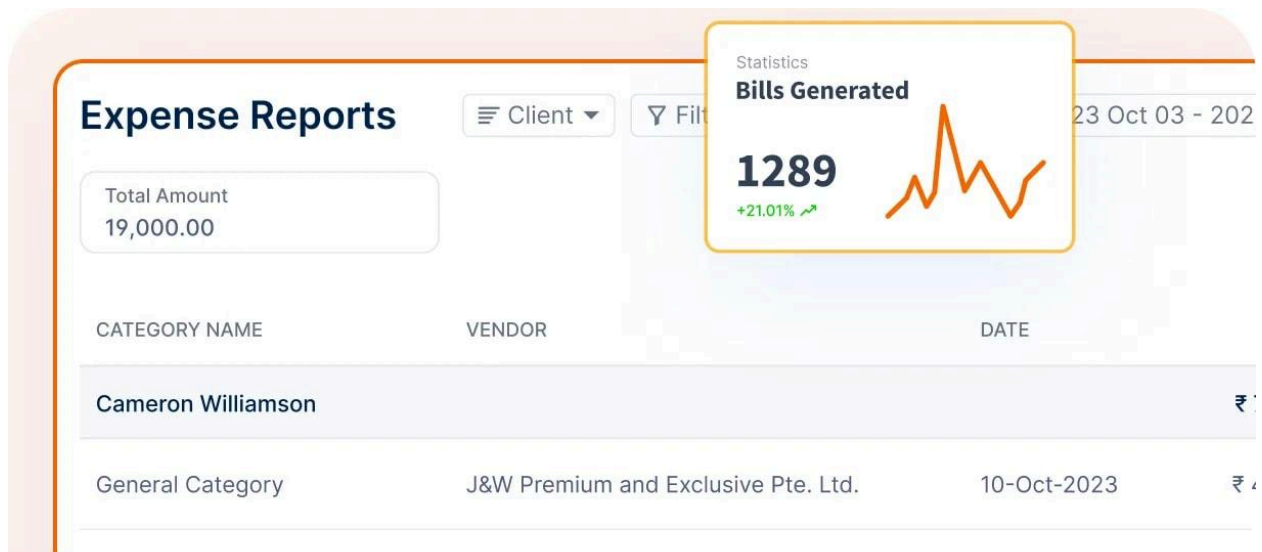 Statistics
Bills Generated
Expense Reports
Client
23 Oct 03 - 202
Total Amount
19,000.00
1289
+21.01%
CATEGORY NAME VENDOR DATE
Cameron Williamson ₹
General Category J&W Premium and Exclusive Pte. Ltd. 10-Oct-2023 ₹